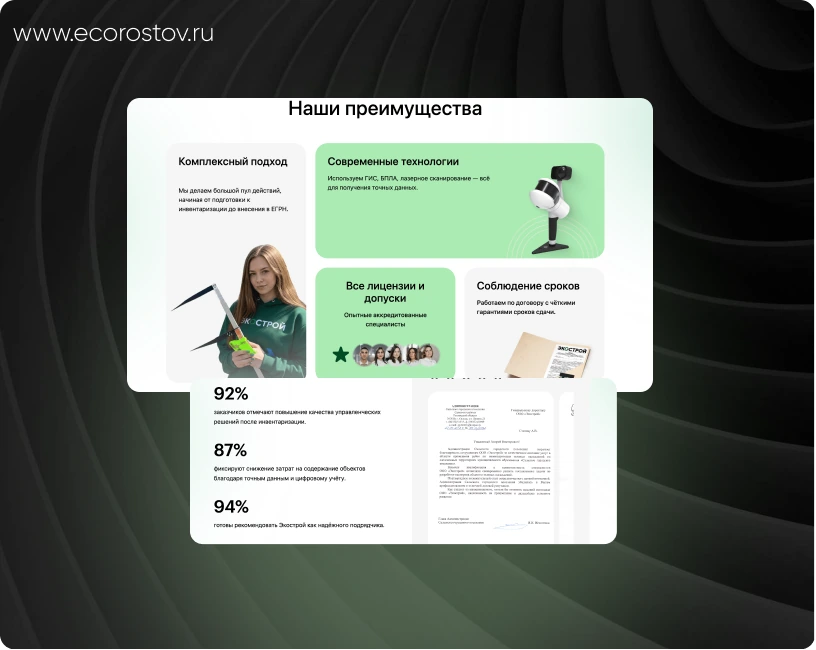 www.ecorostov.ru
Наши преимущества
Комплексный подход
Мы делаем большой пул действий,
начиная от подготовки к
инвентаризации до внесения в ЕГРН.
ЭКОСТРОЙ
Современные технологии
Используем ГИС, БПЛА, лазерное сканирование — всё
для получения точных данных.
Все лицензии и
допуски
Опытные аккредитованные
специалисты
Соблюдение сроков
Работаем по договору с чёткими
гарантиями сроков сдачи.
ЭКОСТРОЙ
92%
заказчиков отмечают повышение качества управленческих
решений после инвентаризации.
87%
фиксируют снижение затрат на содержание объектов
благодаря точным данным и цифровому учёту.
94%
готовы рекомендовать Экострой как надёжного подрядчика.